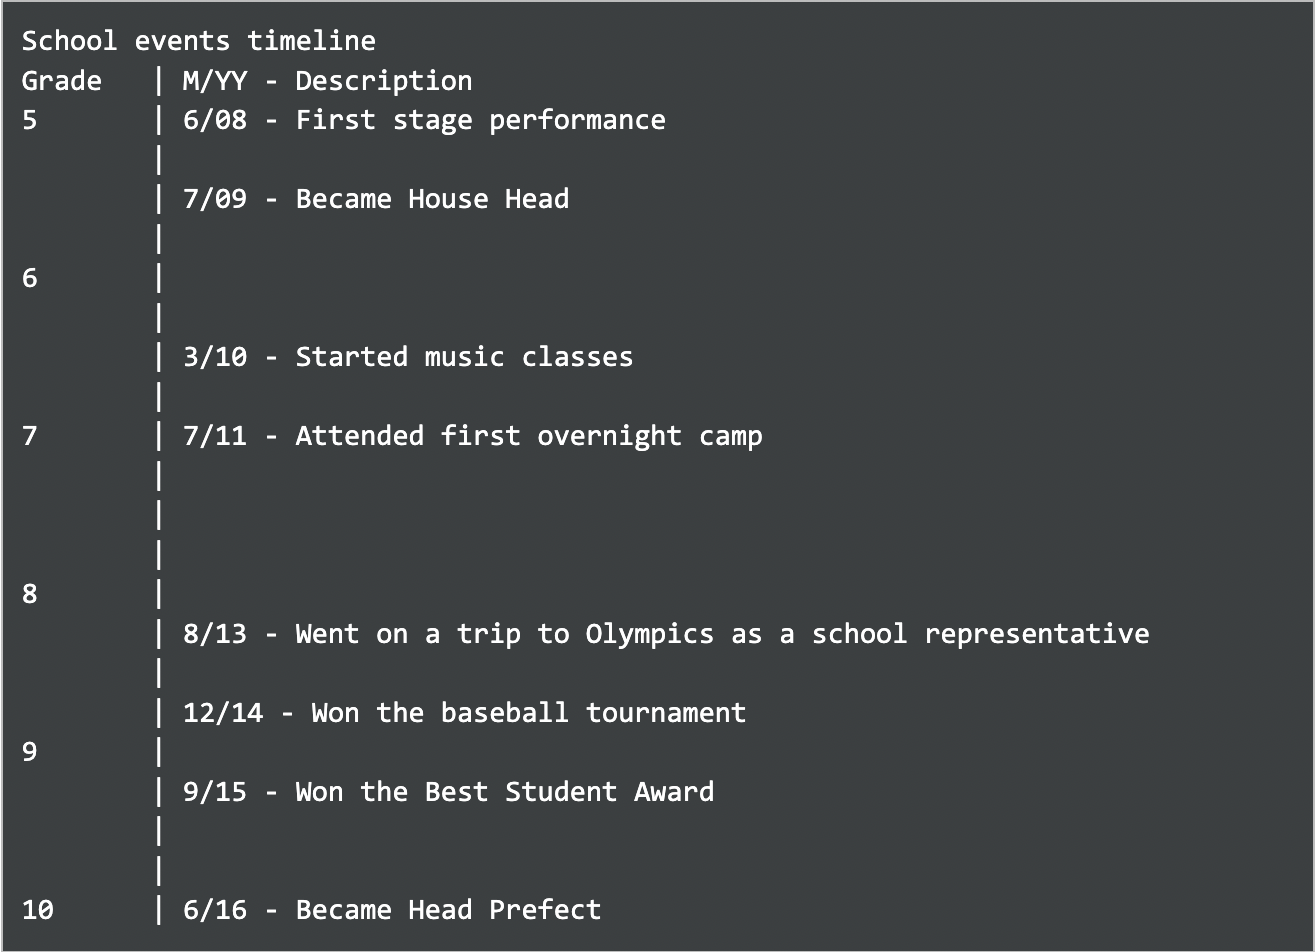 School events timeline
Grade   | M/YY - Description
5       | 6/08 - First stage performance
        |
        | 7/09 - Became House Head
        |
6       |
        |
        | 3/10 - Started music classes
        |
7       | 7/11 - Attended first overnight camp
        |
        |
        |
8       |
        | 8/13 - Went on a trip to Olympics as a school representative
        |
        | 12/14 - Won the baseball tournament
9       |
        | 9/15 - Won the Best Student Award
        |
        |
10      | 6/16 - Became Head Prefect